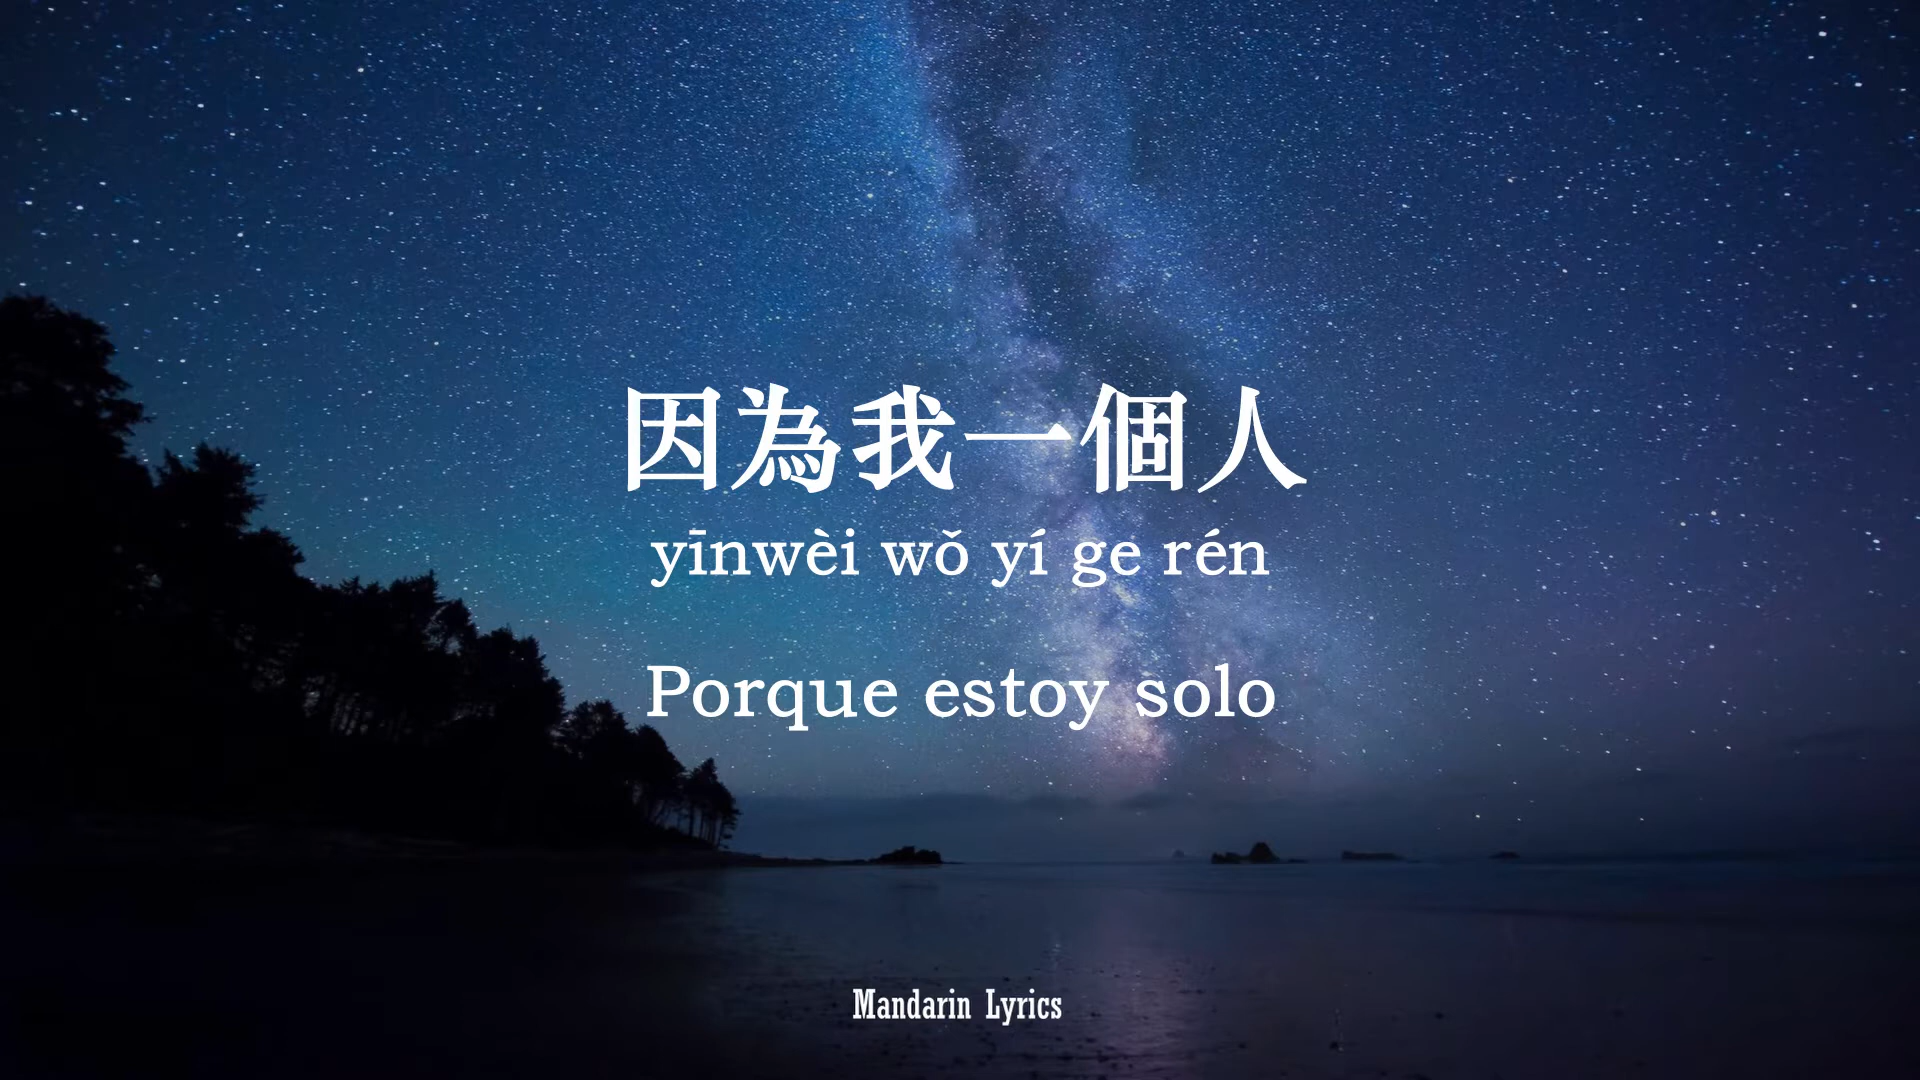 因為我一個人
yīnwèi wǒ yí ge rén
Porque estoy solo
Mandarin Lyrics